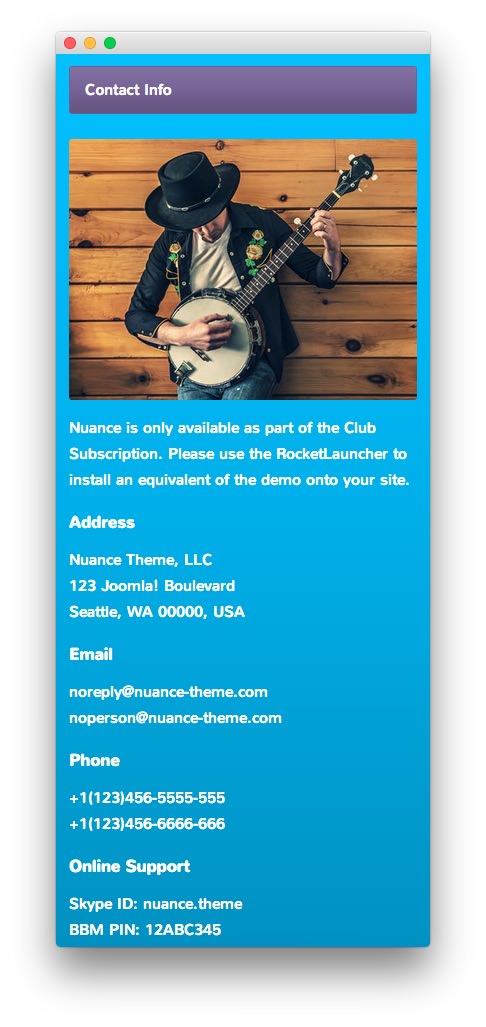 Contact Info
Nuance is only available as part of the Club
Subscription. Please use the RocketLauncher to
install an equivalent of the demo onto your site.
Address
Nuance Theme, LLC
123 Joomla! Boulevard
Seattle, WA 00000, USA
Email
noreply@nuance-theme.com
noperson@nuance-theme.com
Phone
+1(123)456-5555-555
+1(123)456-6666-666
Online Support
Skype ID: nuance.theme
BBM PIN: 12ABC345